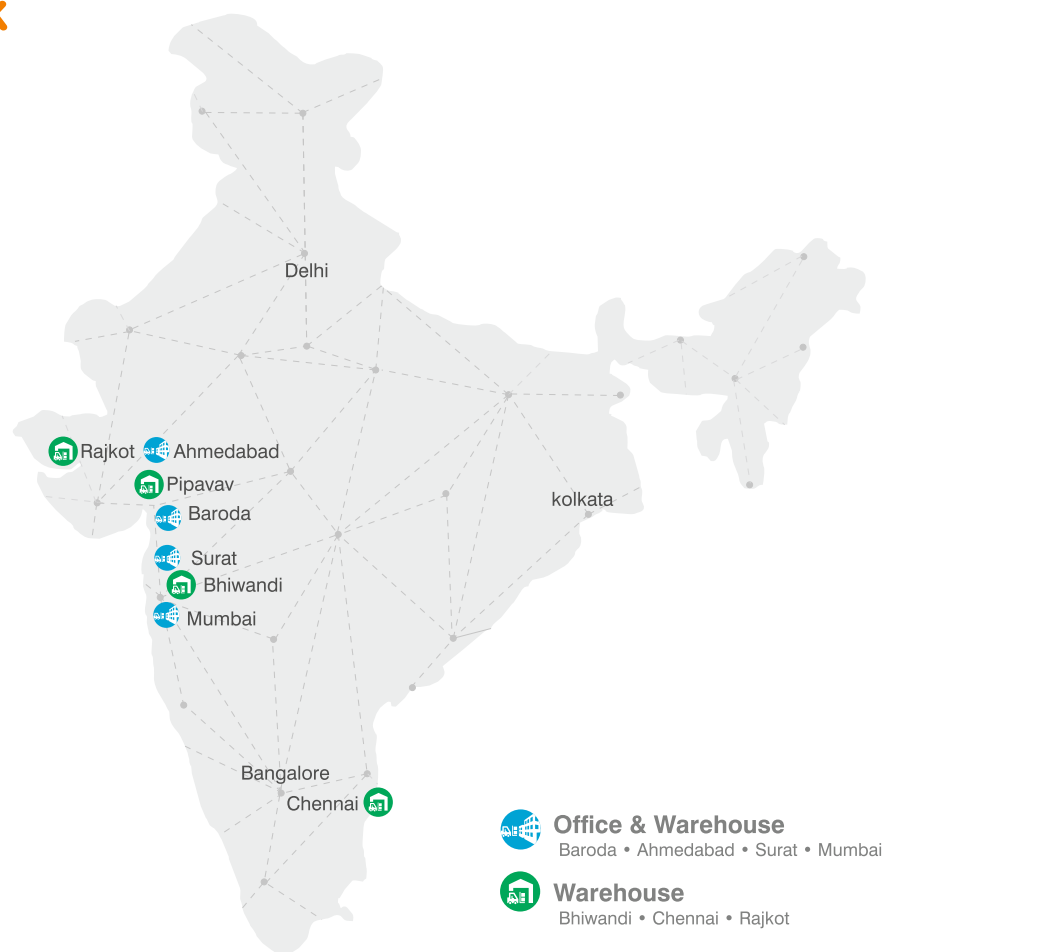 Delhi
Rajkot
Ahmedabad
Pipavav
Baroda
kolkata
Surat
Bhiwandi
Mumbai
Bangalore
Chennai
Office & Warehouse
Baroda • Ahmedabad • Surat • Mumbai
Warehouse
Bhiwandi • Chennai • Rajkot